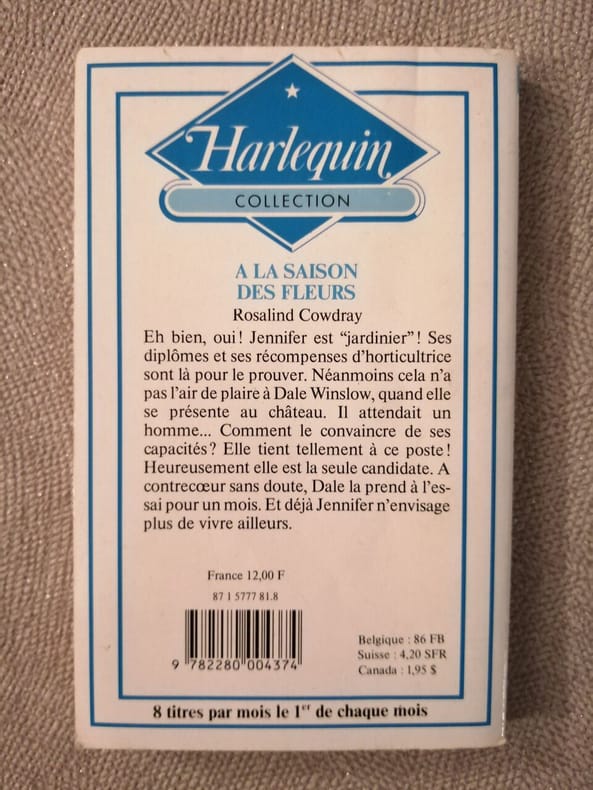 Harlequin
COLLECTION
A LA SAISON
DES FLEURS
Rosalind Cowdray
Eh bien, oui! Jennifer est “jardinier”! Ses
diplômes et ses récompenses d’horticultrice
sont là pour le prouver. Néanmoins cela n’a
pas l’air de plaire à Dale Winslow, quand elle
se présente au château. Il attendait un
homme... Comment le convaincre de ses
capacités? Elle tient tellement à ce poste!
Heureusement elle est la seule candidate. A
contrecœur sans doute, Dale la prend à l’es-
sai pour un mois. Et déjà Jennifer n’envisage
plus de vivre ailleurs.
France 12,00 F
87 1 5777 81.8
9 782280 004374
Belgique : 86 FB
Suisse : 4,20 SFR
Canada : 1,95 $
8 titres par mois le 1er de chaque mois